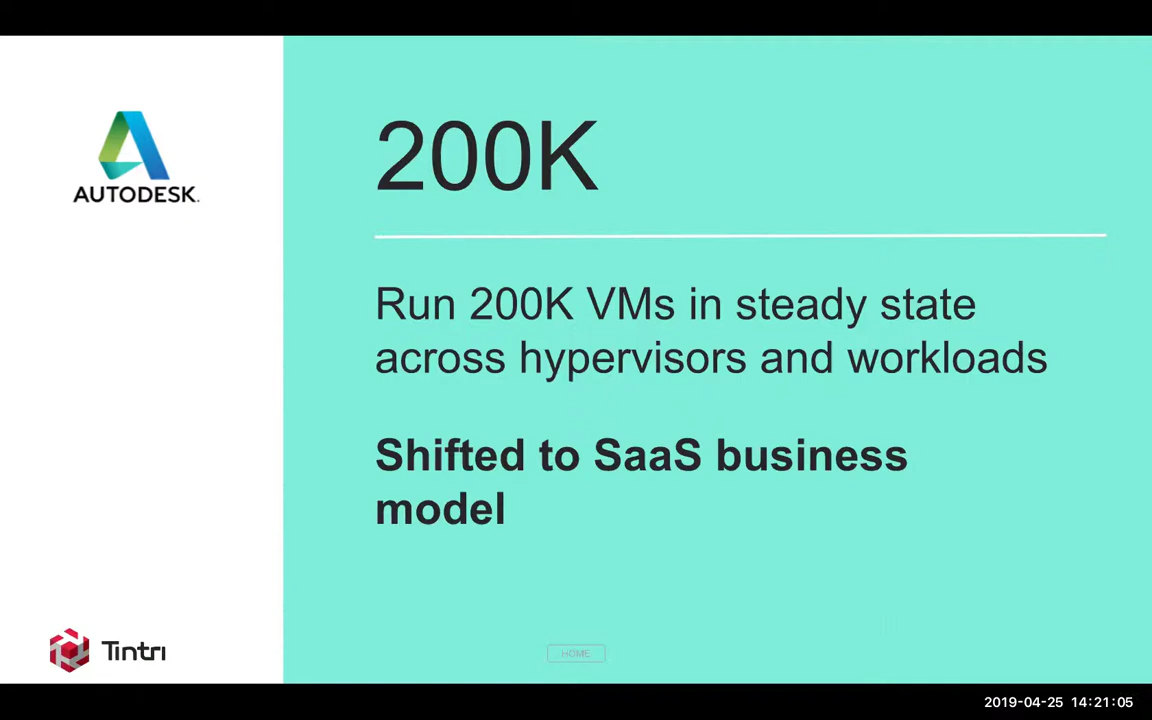 AUTODESK.
200K
Run 200K VMs in steady state
across hypervisors and workloads
Shifted to SaaS business
model
Tintri
HOME
2019-04-25 14:21:05